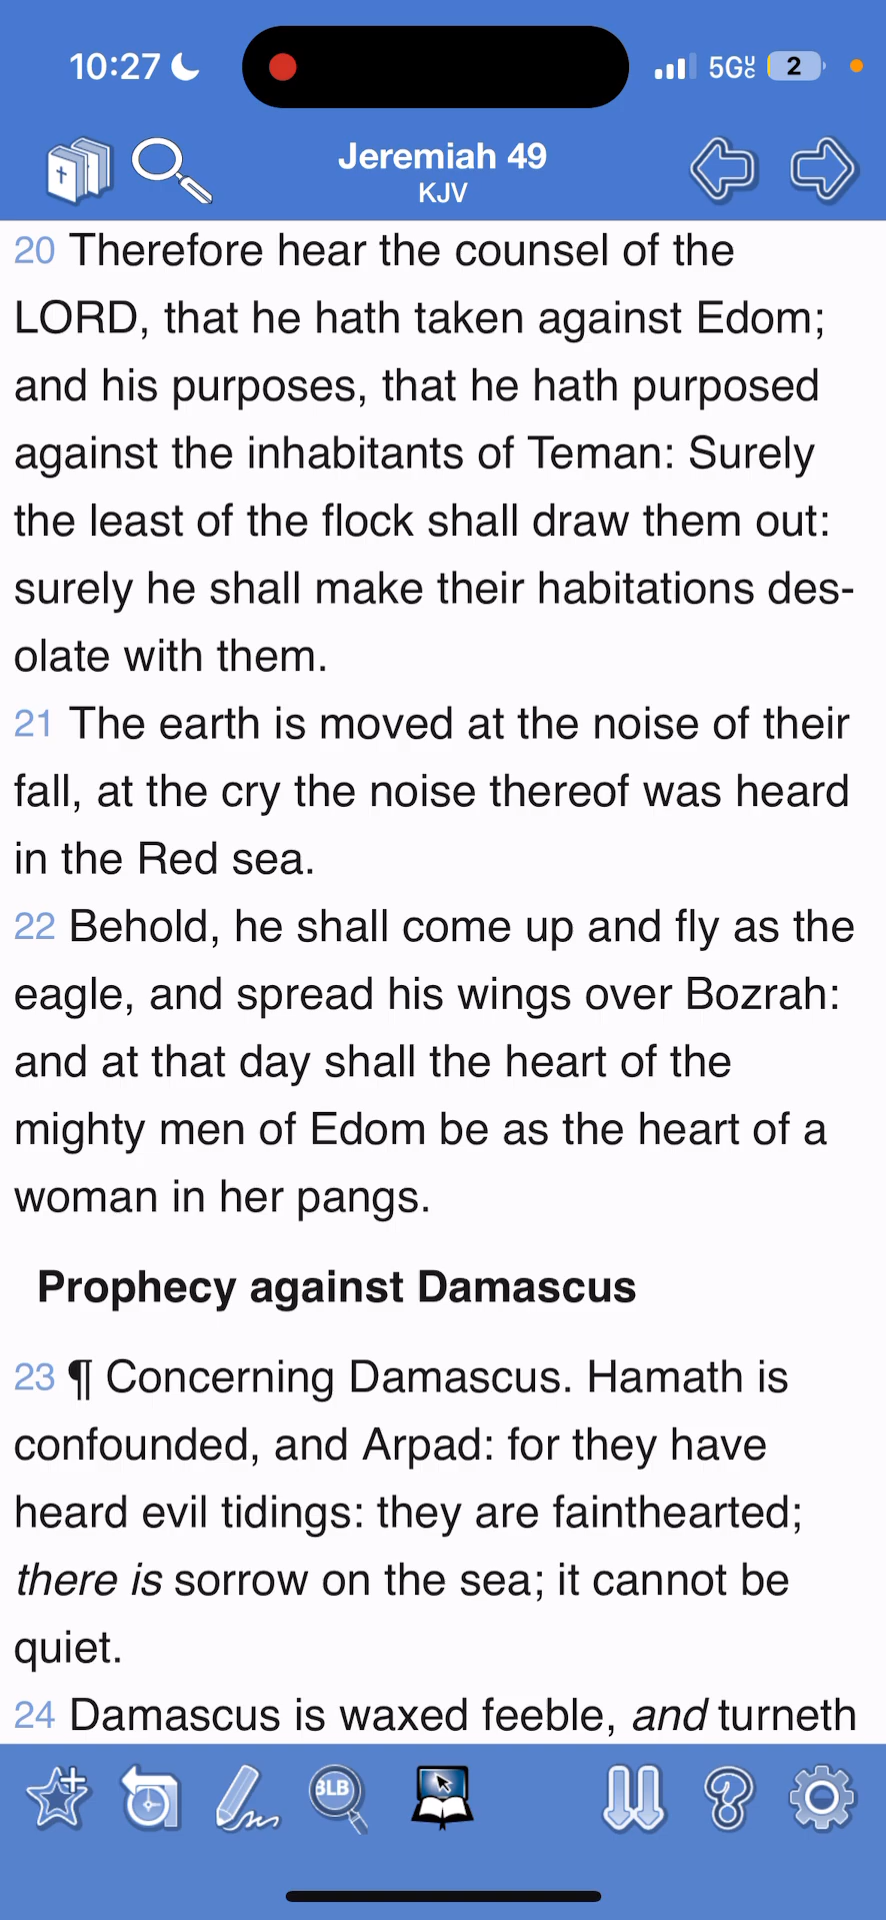 10:27
5G
2
Jeremiah 49
KJV
20 Therefore hear the counsel of the
LORD, that he hath taken against Edom;
and his purposes, that he hath purposed
against the inhabitants of Teman: Surely
the least of the flock shall draw them out:
surely he shall make their habitations des-
olate with them.
21 The earth is moved at the noise of their
fall, at the cry the noise thereof was heard
in the Red sea.
22 Behold, he shall come up and fly as the
eagle, and spread his wings over Bozrah:
and at that day shall the heart of the
mighty men of Edom be as the heart of a
woman in her pangs.
Prophecy against Damascus
23 ¶ Concerning Damascus. Hamath is
confounded, and Arpad: for they have
heard evil tidings: they are fainthearted;
there is sorrow on the sea; it cannot be
quiet.
24 Damascus is waxed feeble, and turneth
BLB